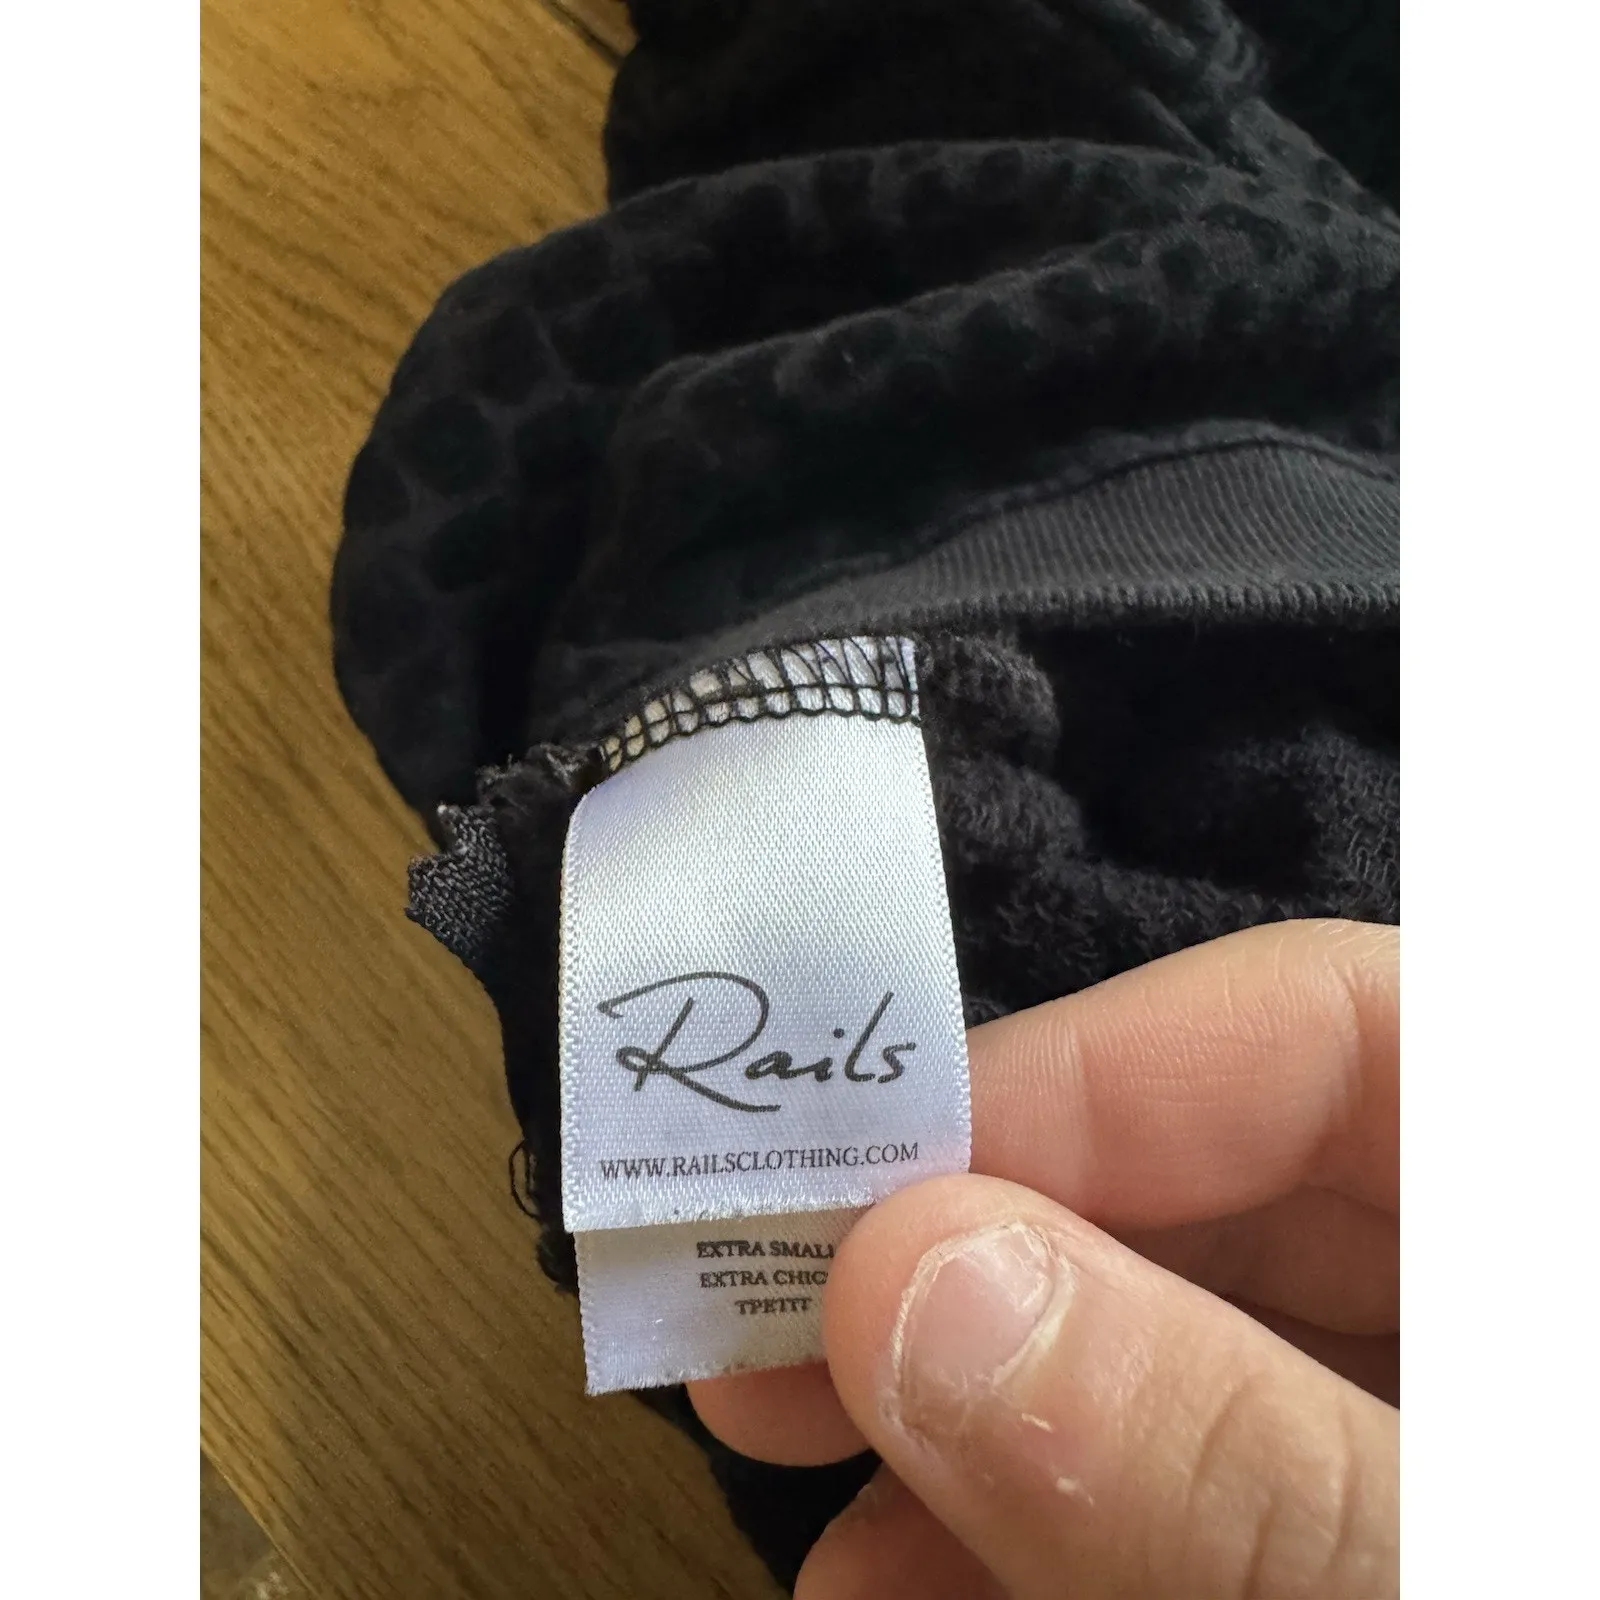 Rails
WWW.RAILSCLOTHING.COM
EXTRA SMALL
EXTRA CHIC
TPETIT